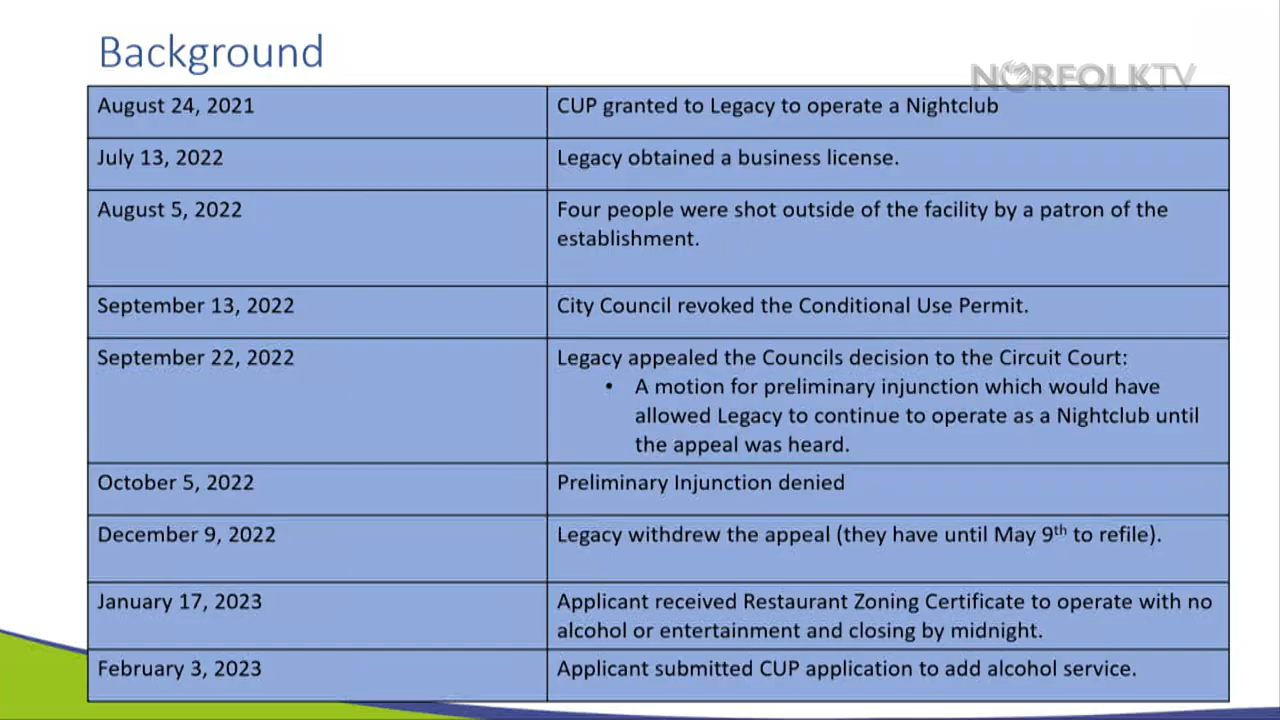 Background
NORFOLKTV
August 24, 2021
CUP granted to Legacy to operate a Nightclub
July 13, 2022
Legacy obtained a business license.
August 5, 2022
Four people were shot outside of the facility by a patron of the
establishment.
September 13, 2022
City Council revoked the Conditional Use Permit.
September 22, 2022
Legacy appealed the Councils decision to the Circuit Court:
• A motion for preliminary injunction which would have
allowed Legacy to continue to operate as a Nightclub until
the appeal was heard.
October 5, 2022
Preliminary Injunction denied
December 9, 2022
Legacy withdrew the appeal (they have until May 9th to refile).
January 17, 2023
Applicant received Restaurant Zoning Certificate to operate with no
alcohol or entertainment and closing by midnight.
February 3, 2023
Applicant submitted CUP application to add alcohol service.